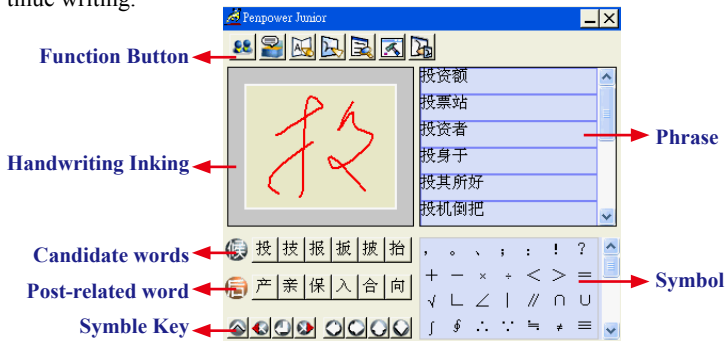 tinue writing.
Penpower Junior
Function Button
投资额
投票站
投资者
投身于
投其所好
投机倒把
Phrase
投
Handwriting Inking
Candidate words
候 投 技 报 扳 披 抬
Post-related word
产 亲 保 入 合 向
Symble Key
, 。 、 ; : ! ?
+ − × ÷ < > ≡
√ ∟ ∠ | // ∩ ∪
∫ ∮ ∴ ∵ ≒ ≠ ≡
Symbol